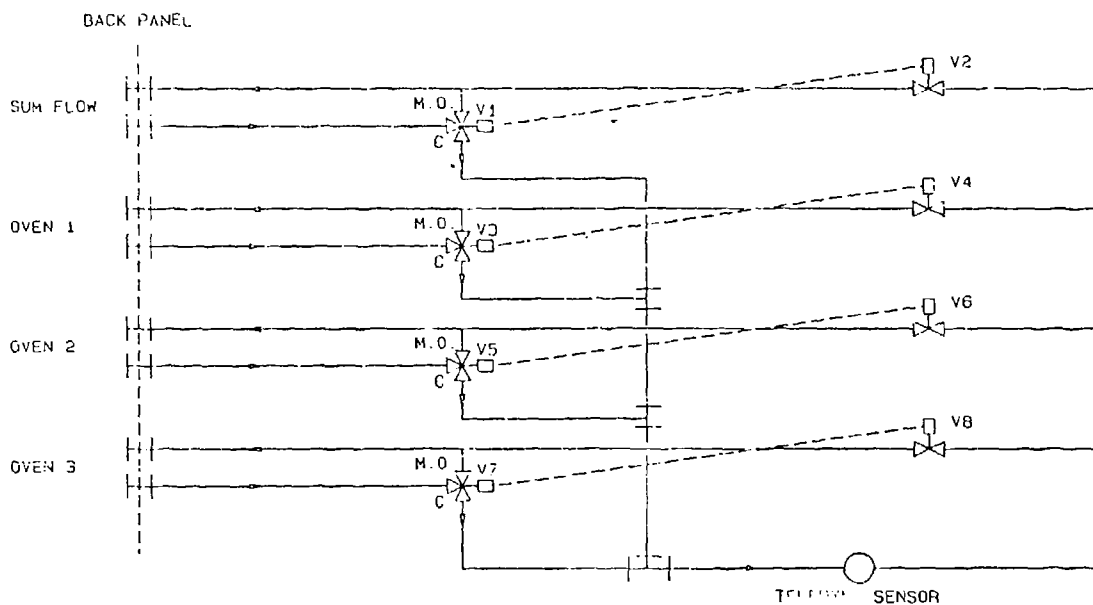 BACK PANEL
V2
SUM FLOW
M.O.
V1
C
V4
OVEN 1
M.O.
V3
C
V6
OVEN 2
M.O.
V5
C
V8
OVEN 3
M.O
V7
C
SENSOR